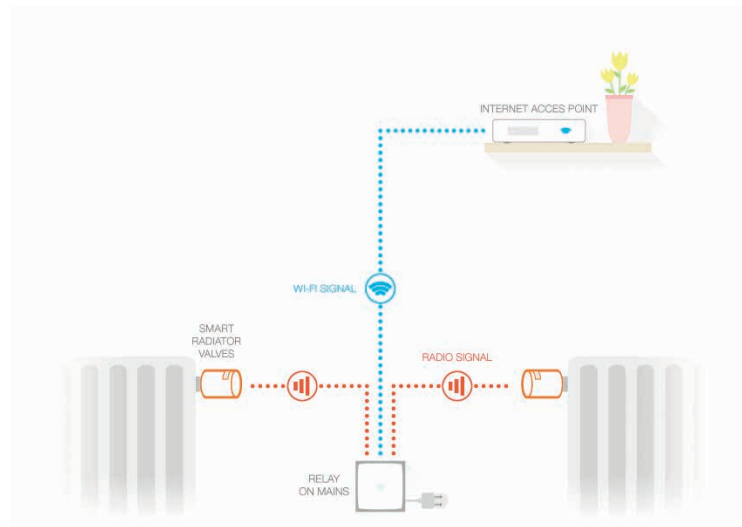 INTERNET ACCES POINT
WI-FI SIGNAL
SMART
RADIATOR
VALVES
RADIO SIGNAL
RELAY
ON MAINS